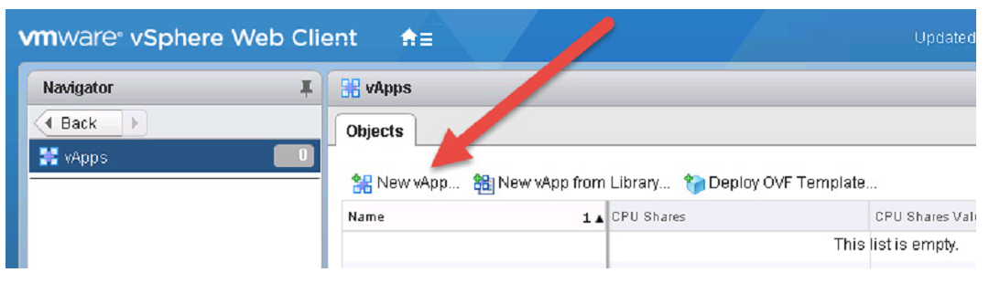 vmware® vSphere Web Client
Updated
Navigator
vApps
Back
Objects
vApps 0
New vApp... New vApp from Library... Deploy OVF Template...
Name 1 CPU Shares CPU Shares Val
This list is empty.